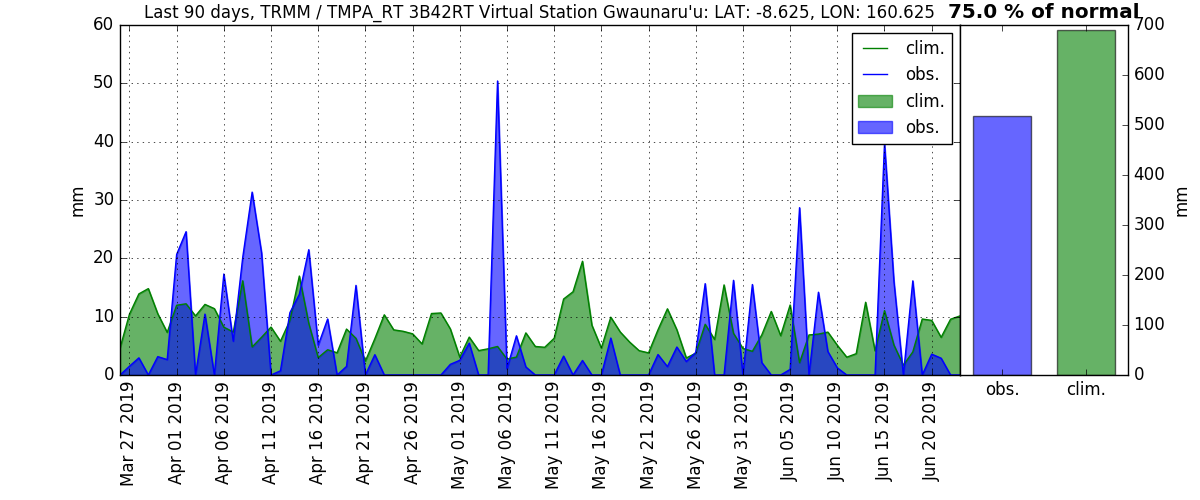 Last 90 days, TRMM / TMPA_RT 3B42RT Virtual Station Gwaunaru'u: LAT: -8.625, LON: 160.625
75.0 % of normal
60
50
40
30
20
10
0
mm
clim.
obs.
clim.
obs.
Mar 27 2019
Apr 01 2019
Apr 06 2019
Apr 11 2019
Apr 16 2019
Apr 21 2019
Apr 26 2019
May 01 2019
May 06 2019
May 11 2019
May 16 2019
May 21 2019
May 26 2019
May 31 2019
Jun 05 2019
Jun 10 2019
Jun 15 2019
Jun 20 2019
700
600
500
400
300
200
100
0
mm
obs.
clim.